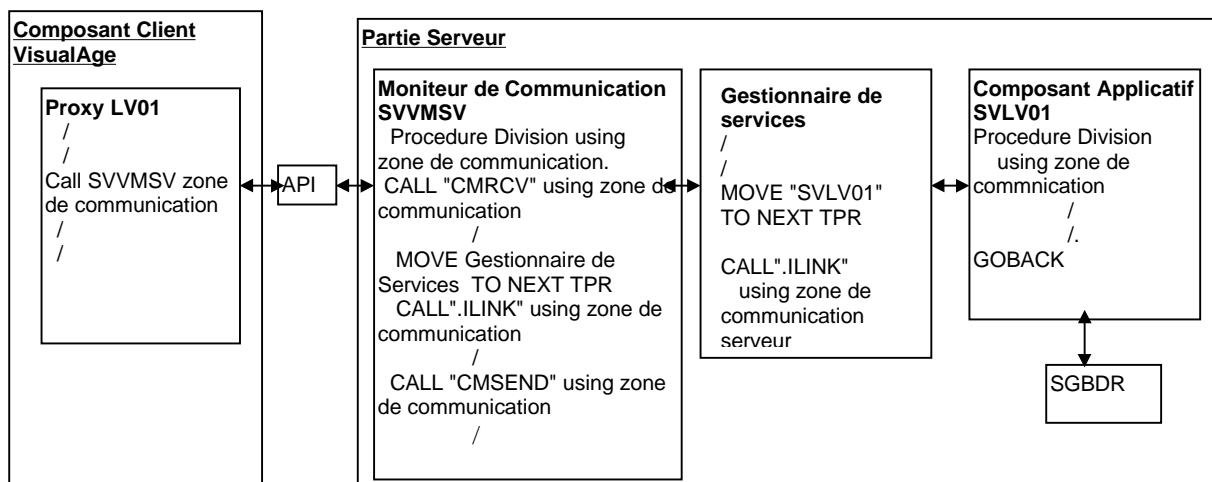 Composant Client
VisualAge
Proxy LV01
/
/
Call SVVMSV zone
de communication
/
/
API
Partie Serveur
Moniteur de Communication
SVVMSV
Procedure Division using
zone de communication.
CALL "CMRCV" using zone de
communication
/
MOVE Gestionnaire de
Services TO NEXT TPR
CALL".ILINK" using zone de
communication
/
CALL "CMSEND" using zone
de communication
/
Gestionnaire de
services
/
/
MOVE "SVLV01"
TO NEXT TPR
CALL".ILINK"
using zone de
communication
serveur
Composant Applicatif
SVLV01
Procedure Division
using zone de
commnication
/
/.
GOBACK
SGBDR